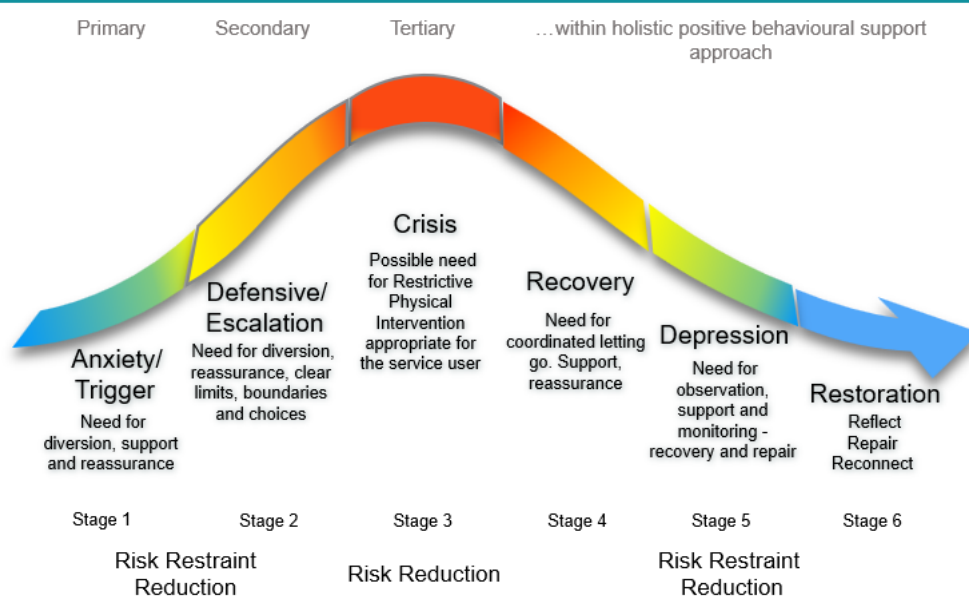 Primary
Secondary
Tertiary
…within holistic positive behavioural support
approach
Anxiety/
Trigger
Need for
diversion, support
and reassurance
Defensive/
Escalation
Need for diversion,
reassurance, clear
limits, boundaries
and choices
Crisis
Possible need
for Restrictive
Physical
Intervention
appropriate for
the service user
Recovery
Need for
coordinated letting
go. Support,
reassurance
Depression
Need for
observation,
support and
monitoring -
recovery and repair
Restoration
Reflect
Repair
Reconnect
Stage 1
Stage 2
Stage 3
Stage 4
Stage 5
Stage 6
Risk Restraint
Reduction
Risk Reduction
Risk Restraint
Reduction